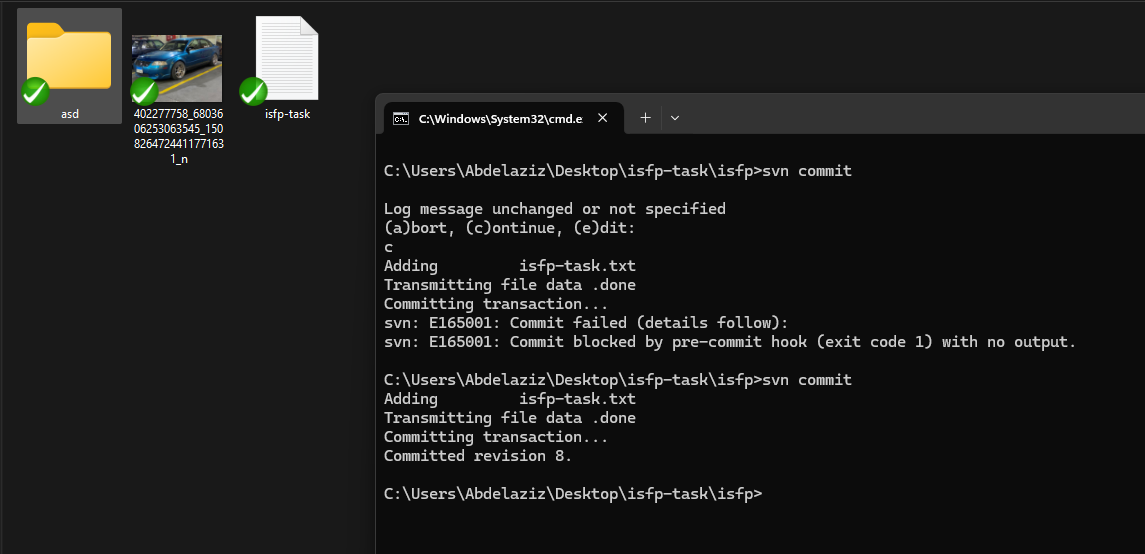 asd
402277758_68036
06253063545_150
826472441177163
1_n
isfp-task
C:\Windows\System32\cmd.e:
C:\Users\Abdelaziz\Desktop\isfp-task\isfp>svn commit
Log message unchanged or not specified
(a)bort, (c)ontinue, (e)dit:
c
Adding         isfp-task.txt
Transmitting file data .done
Committing transaction...
svn: E165001: Commit failed (details follow):
svn: E165001: Commit blocked by pre-commit hook (exit code 1) with no output.
C:\Users\Abdelaziz\Desktop\isfp-task\isfp>svn commit
Adding         isfp-task.txt
Transmitting file data .done
Committing transaction...
Committed revision 8.
C:\Users\Abdelaziz\Desktop\isfp-task\isfp>